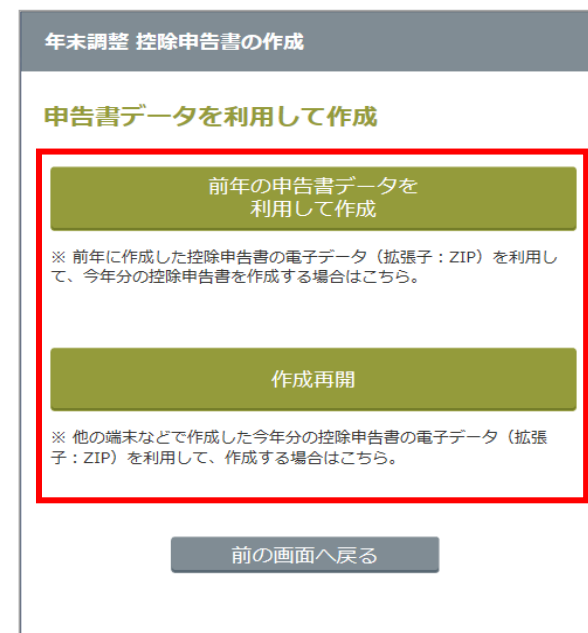 年末調整 控除申告書の作成
申告書データを利用して作成
前年の申告書データを
利用して作成
※ 前年に作成した控除申告書の電子データ（拡張子：ZIP）を利用し
て、今年分の控除申告書を作成する場合はこちら。
作成再開
※ 他の端末などで作成した今年分の控除申告書の電子データ（拡張
子：ZIP）を利用して、作成する場合はこちら。
前の画面へ戻る